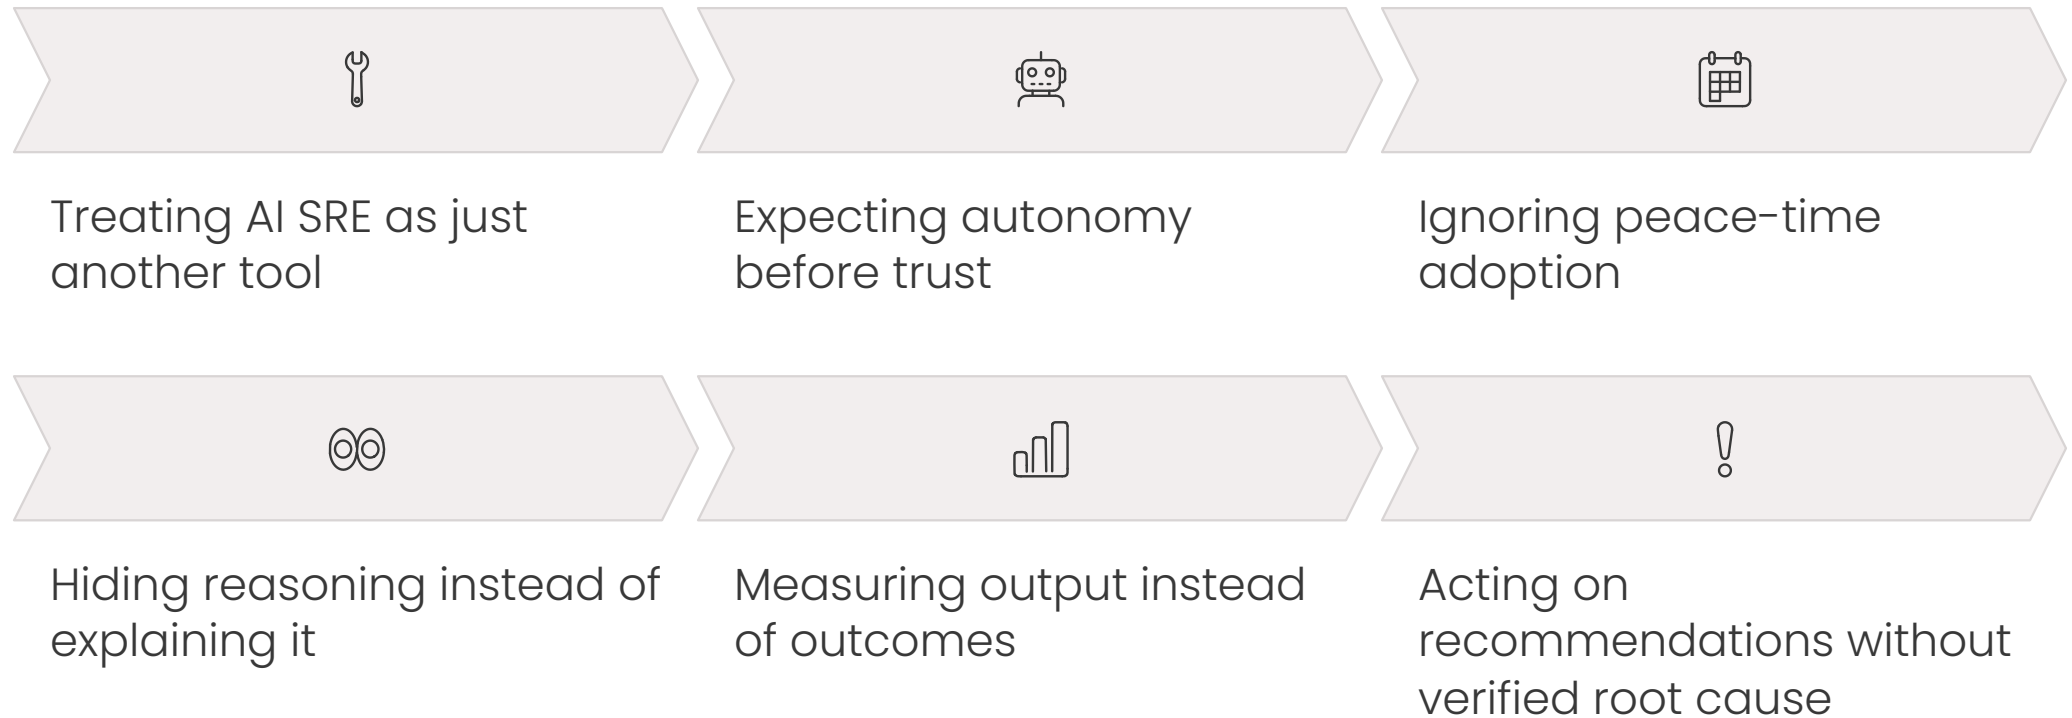 Treating AI SRE as just
another tool
Expecting autonomy
before trust
Ignoring peace-time
adoption
Hiding reasoning instead of
explaining it
Measuring output instead
of outcomes
Acting on
recommendations without
verified root cause